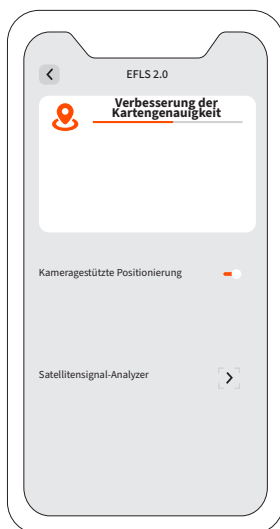 EFLS 2.0
Verbesserung der
Kartengenauigkeit
Kameragestützte Positionierung
Satellitensignal-Analyzer